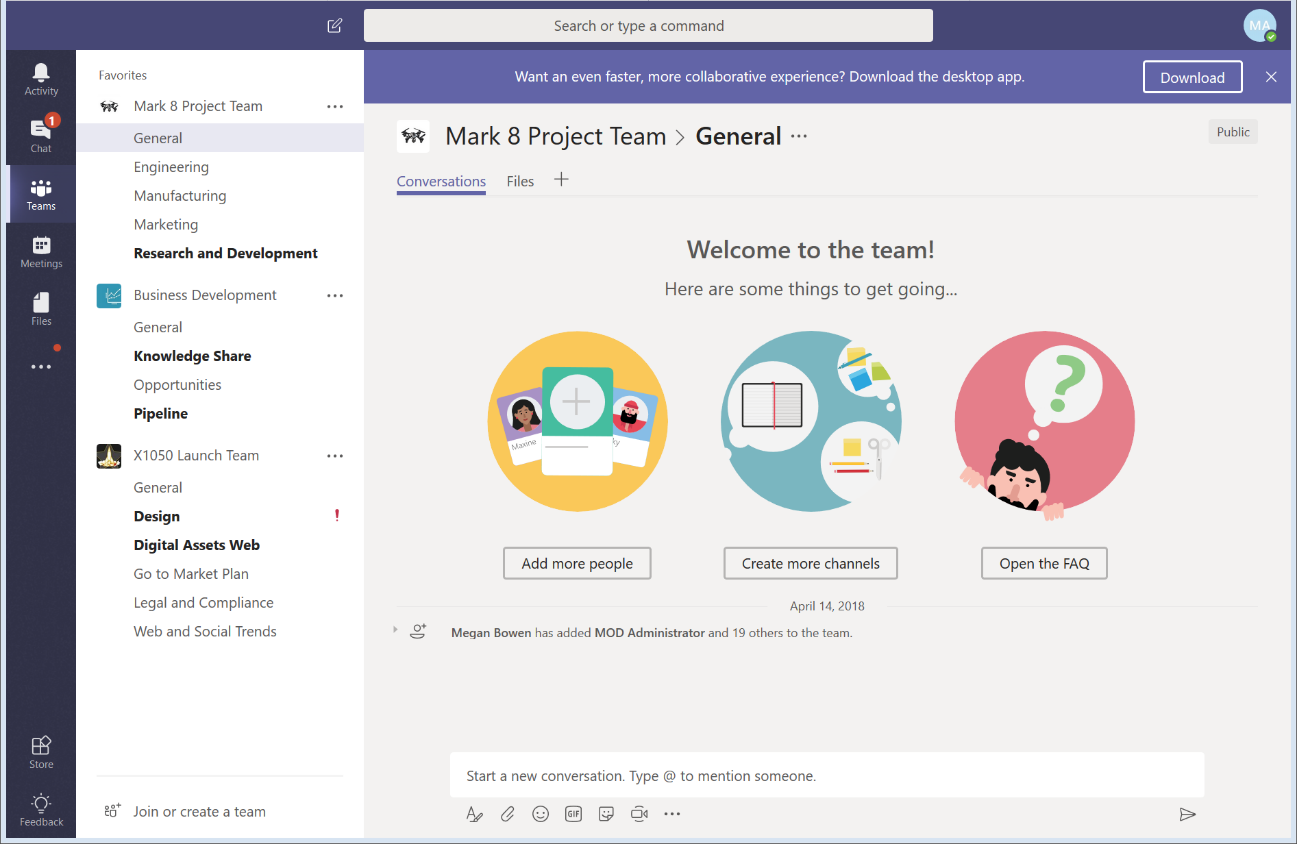 Search or type a command
MA
Activity
1
Chat
Teams
Meetings
Files
Store
Feedback
Favorites
Mark 8 Project Team
General
Engineering
Manufacturing
Marketing
Research and Development
Business Development
General
Knowledge Share
Opportunities
Pipeline
X1050 Launch Team
General
Design !
Digital Assets Web
Go to Market Plan
Legal and Compliance
Web and Social Trends
Join or create a team
Want an even faster, more collaborative experience? Download the desktop app. Download
Mark 8 Project Team > General ··· Public
Conversations Files
Welcome to the team!
Here are some things to get going...
Maxine ky
?
Add more people Create more channels Open the FAQ
April 14, 2018
Megan Bowen has added MOD Administrator and 19 others to the team.
Start a new conversation. Type @ to mention someone.
GIF